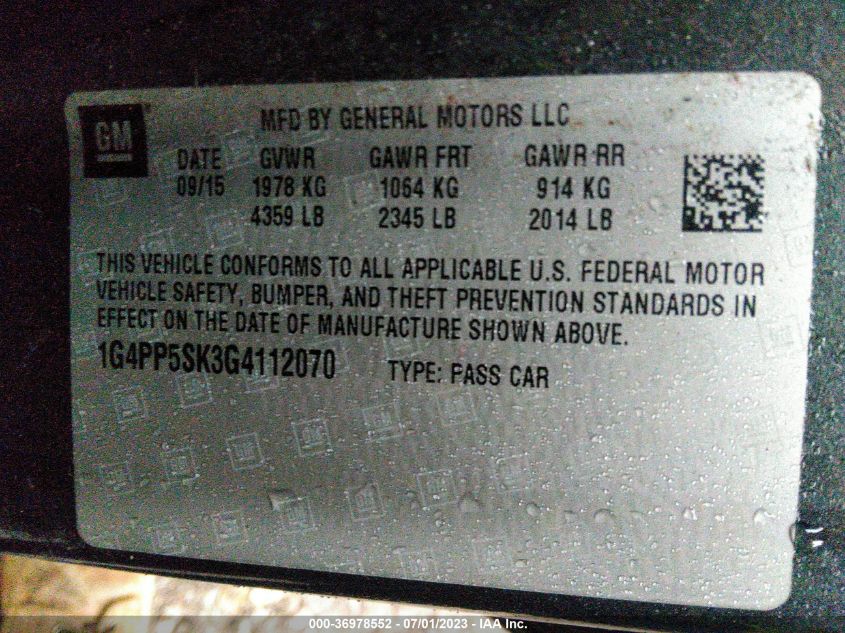 GM
MFD BY GENERAL MOTORS LLC
DATE GVWR GAWR FRT GAWR RR
09/15 1978 KG 1064 KG 914 KG
4359 LB 2345 LB 2014 LB
THIS VEHICLE CONFORMS TO ALL APPLICABLE U.S. FEDERAL MOTOR
VEHICLE SAFETY, BUMPER, AND THEFT PREVENTION STANDARDS IN
EFFECT ON THE DATE OF MANUFACTURE SHOWN ABOVE.
1G4PP5SK3G4112070 TYPE: PASS CAR
000-36978552 - 07/01/2023 - IAA Inc.